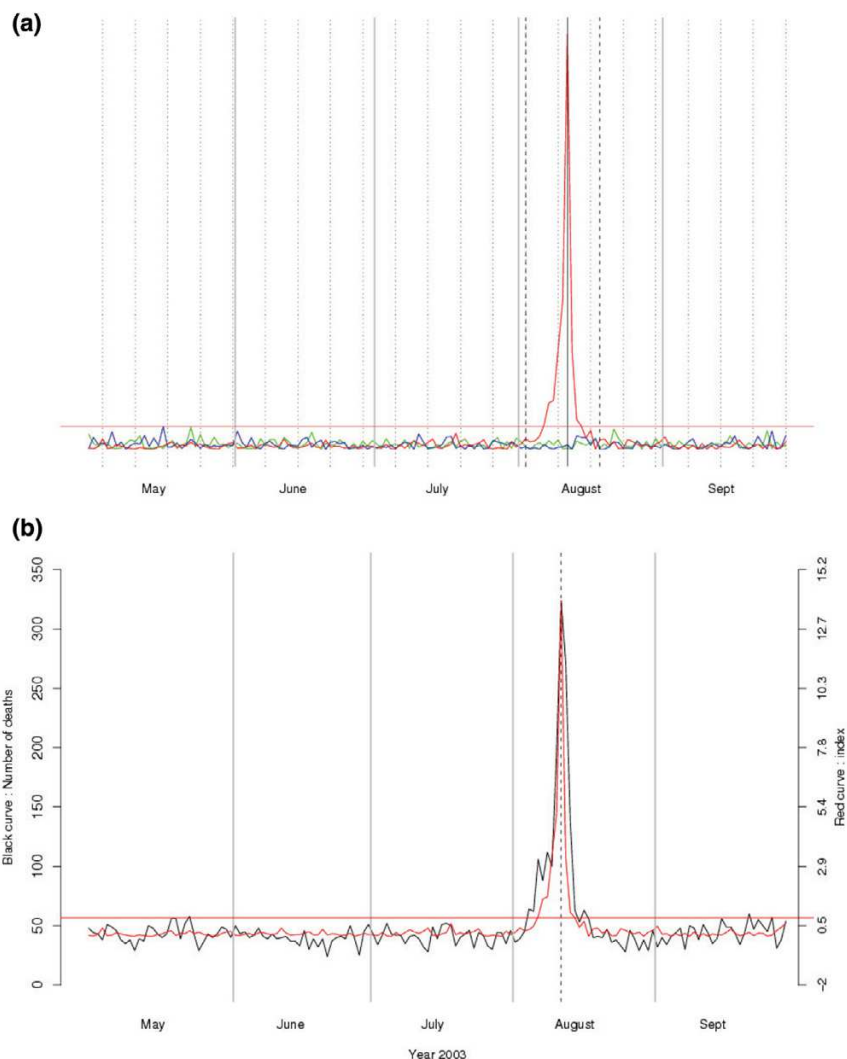 (a)
May June July August Sept
(b)
350
300
250
200
150
100
50
0
Black curve : Number of deaths
15.2
12.7
10.3
7.8
5.4
2.9
0.5
−2
Red curve : index
May June July August Sept
Year 2003